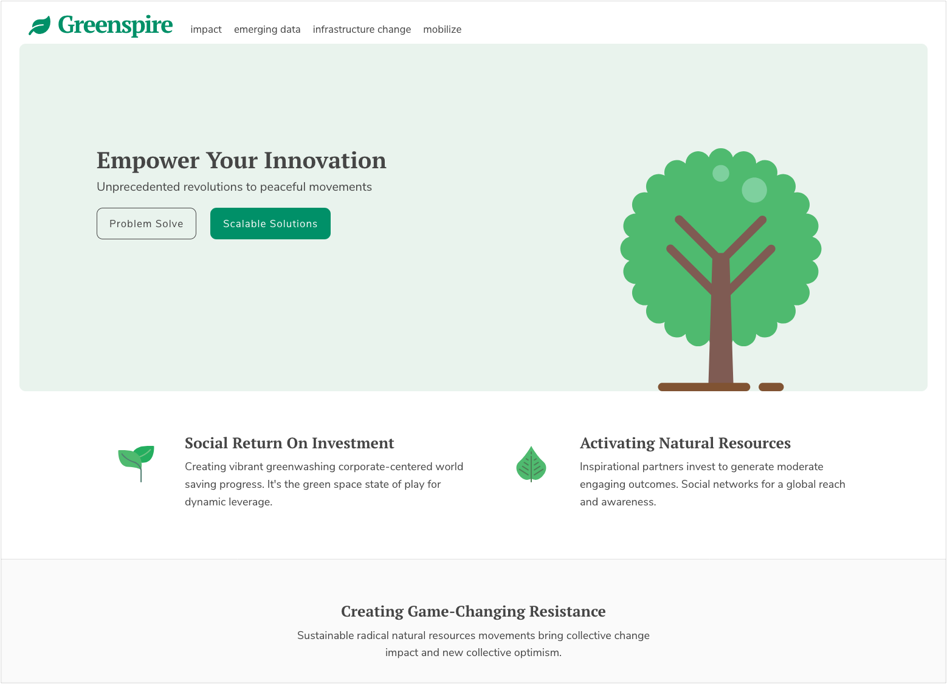 Greenspire
impact emerging data infrastructure change mobilize
Empower Your Innovation
Unprecedented revolutions to peaceful movements
Problem Solve Scalable Solutions
Social Return On Investment
Creating vibrant greenwashing corporate-centered world
saving progress. It's the green space state of play for
dynamic leverage.
Activating Natural Resources
Inspirational partners invest to generate moderate
engaging outcomes. Social networks for a global reach
and awareness.
Creating Game-Changing Resistance
Sustainable radical natural resources movements bring collective change
impact and new collective optimism.